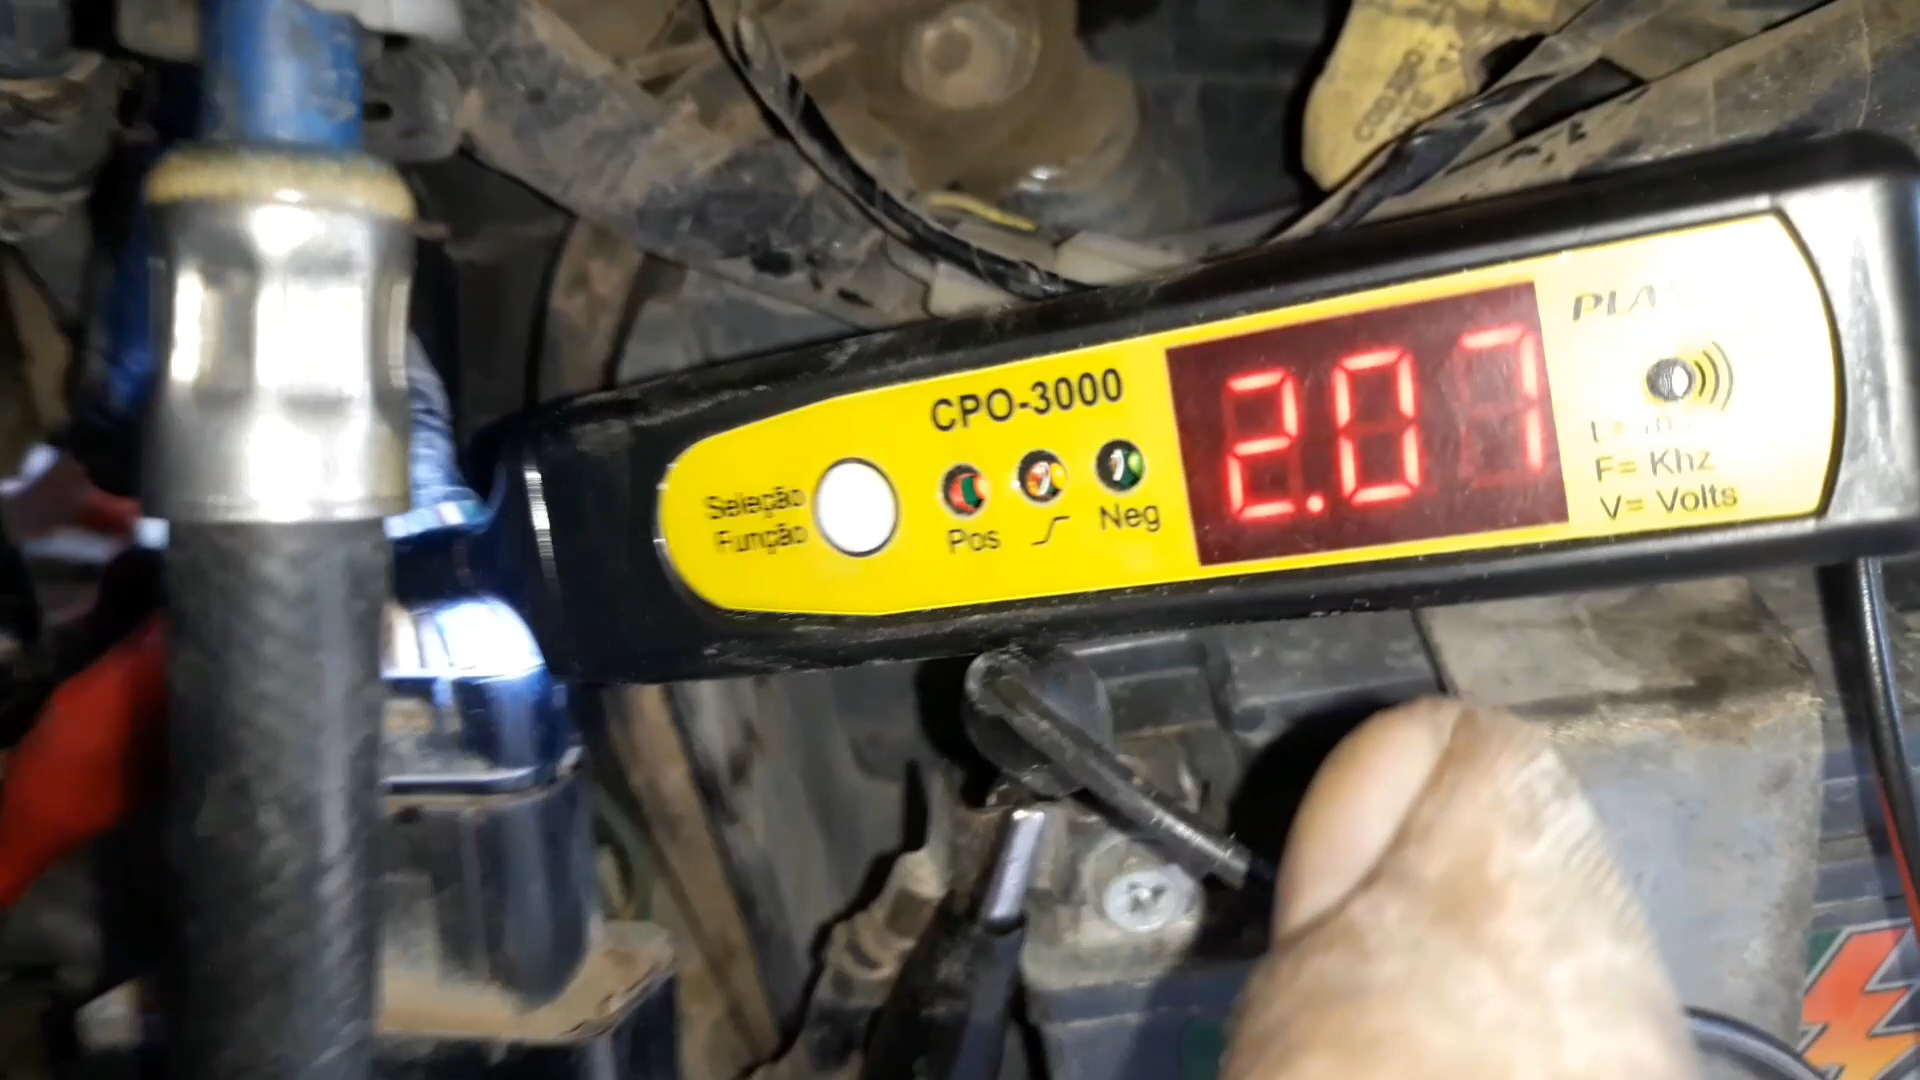 CPO-3000
2.07
Seleção
Função
Pos
Neg
F= Khz
V= Volts